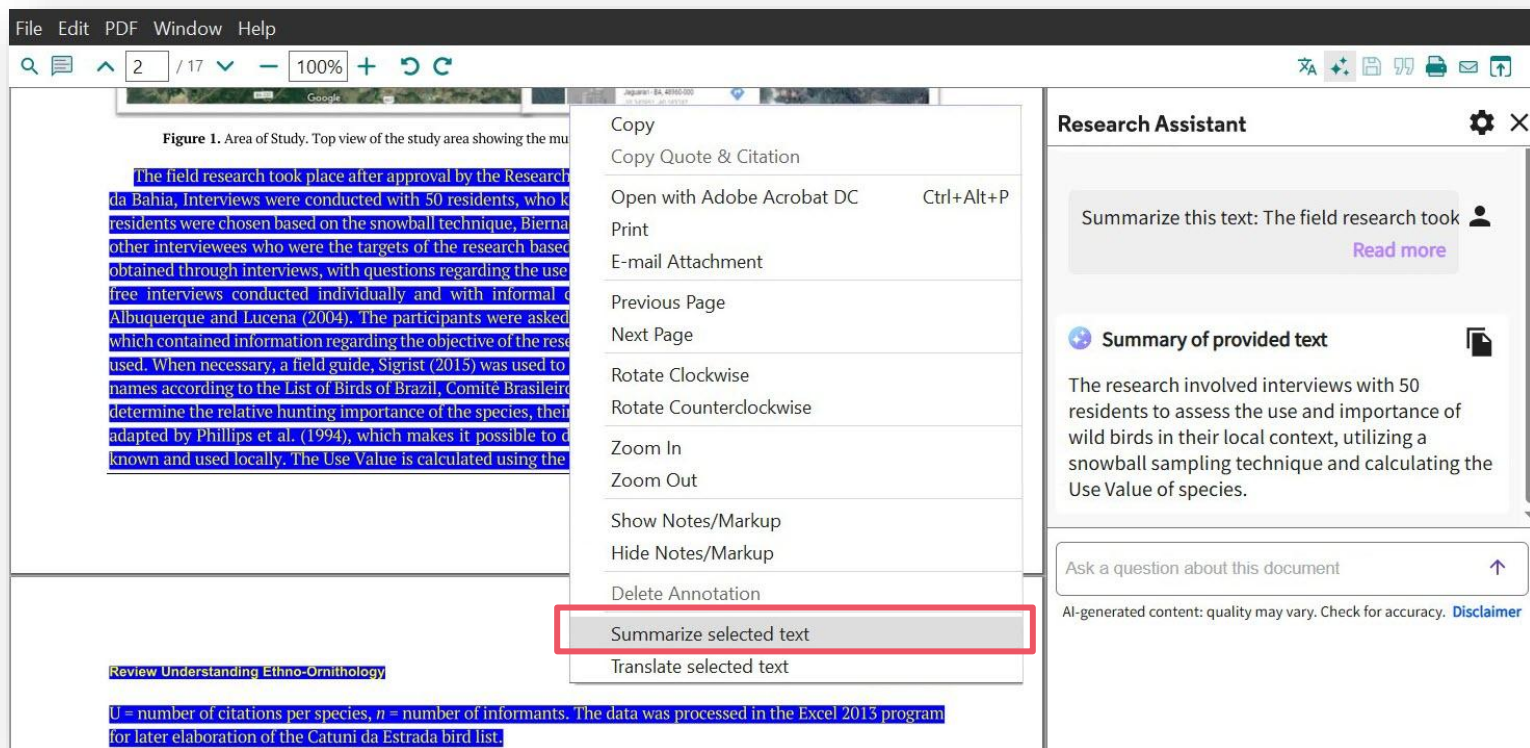 File Edit PDF Window Help
2 / 17 100%
Google
Jaguarari - BA, 48960-000
Figure 1. Area of Study. Top view of the study area showing the mu
The field research took place after approval by the Research
da Bahia, Interviews were conducted with 50 residents, who k
residents were chosen based on the snowball technique, Bierna
other interviewees who were the targets of the research based
obtained through interviews, with questions regarding the use
free interviews conducted individually and with informal c
Albuquerque and Lucena (2004). The participants were asked
which contained information regarding the objective of the rese
used. When necessary, a field guide, Sigrist (2015) was used to
names according to the List of Birds of Brazil, Comitê Brasileiro
determine the relative hunting importance of the species, their
adapted by Phillips et al. (1994), which makes it possible to d
known and used locally. The Use Value is calculated using the
Review Understanding Ethno-Ornithology
U = number of citations per species, n = number of informants. The data was processed in the Excel 2013 program
for later elaboration of the Catuni da Estrada bird list.
Copy
Copy Quote & Citation
Open with Adobe Acrobat DC Ctrl+Alt+P
Print
E-mail Attachment
Previous Page
Next Page
Rotate Clockwise
Rotate Counterclockwise
Zoom In
Zoom Out
Show Notes/Markup
Hide Notes/Markup
Delete Annotation
Summarize selected text
Translate selected text
Research Assistant
Summarize this text: The field research took
Read more
Summary of provided text
The research involved interviews with 50
residents to assess the use and importance of
wild birds in their local context, utilizing a
snowball sampling technique and calculating the
Use Value of species.
Ask a question about this document
AI-generated content: quality may vary. Check for accuracy. Disclaimer